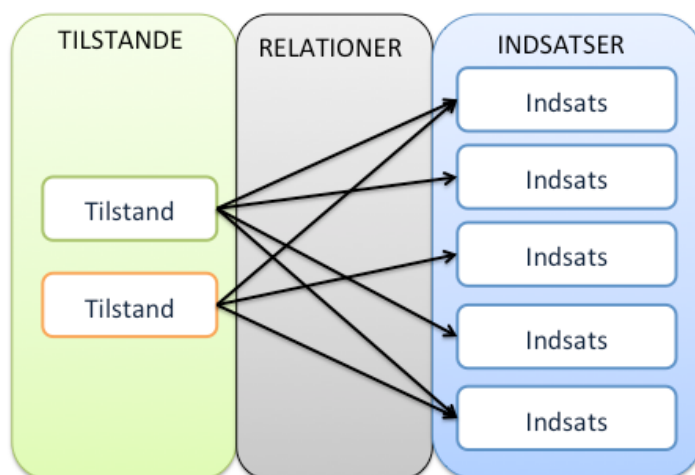 TILSTANDE
RELATIONER
INDSATSER
Tilstand
Tilstand
Indsats
Indsats
Indsats
Indsats
Indsats